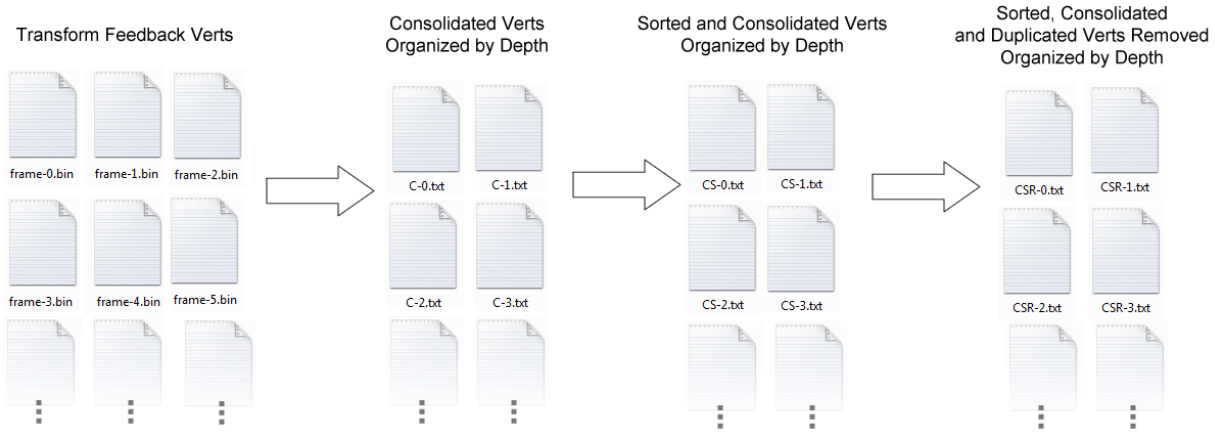 Transform Feedback Verts
frame-0.bin
frame-1.bin
frame-2.bin
frame-3.bin
frame-4.bin
frame-5.bin
Consolidated Verts
Organized by Depth
C-0.txt
C-1.txt
C-2.txt
C-3.txt
Sorted and Consolidated Verts
Organized by Depth
CS-0.txt
CS-1.txt
CS-2.txt
CS-3.txt
Sorted, Consolidated
and Duplicated Verts Removed
Organized by Depth
CSR-0.txt
CSR-1.txt
CSR-2.txt
CSR-3.txt